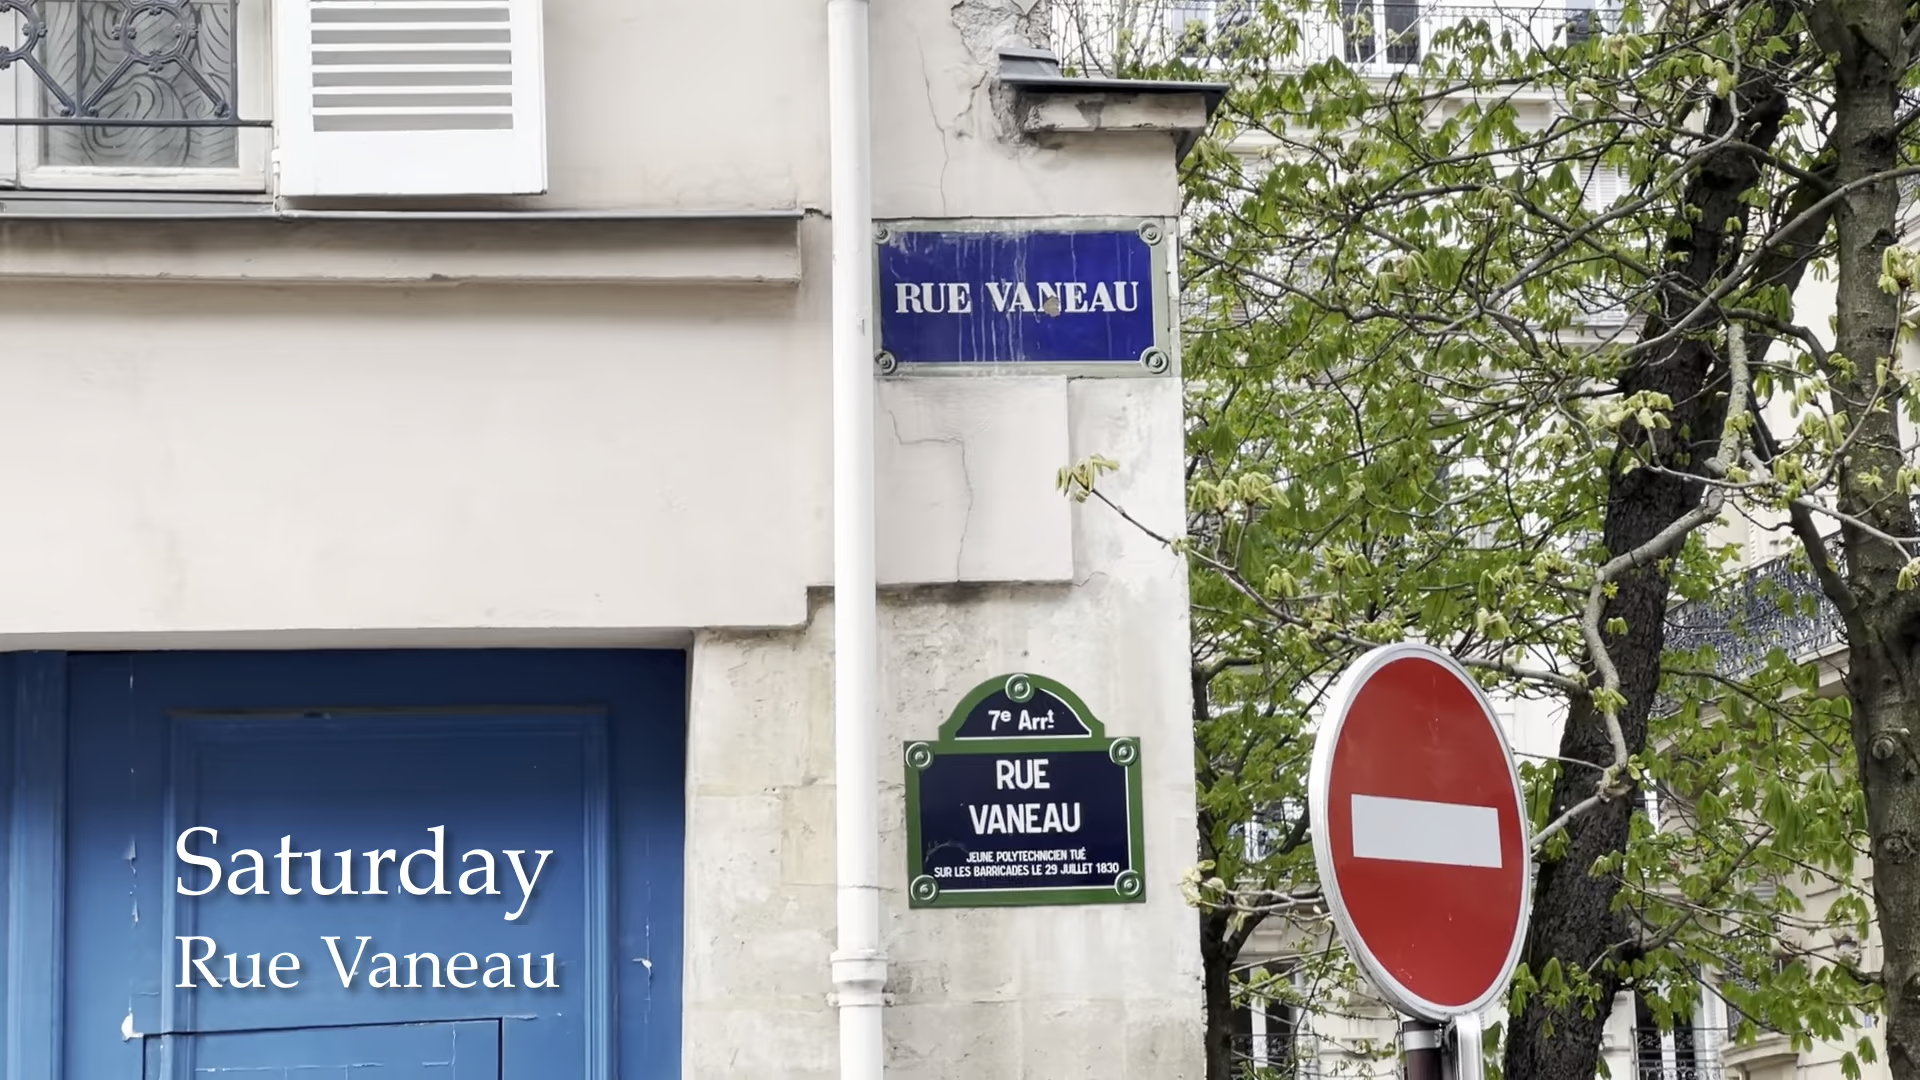 RUE VANEAU
7e Arrt
RUE
VANEAU
JEUNE POLYTECHNICIEN TUÉ
SUR LES BARRICADES LE 29 JUILLET 1830
Saturday
Rue Vaneau